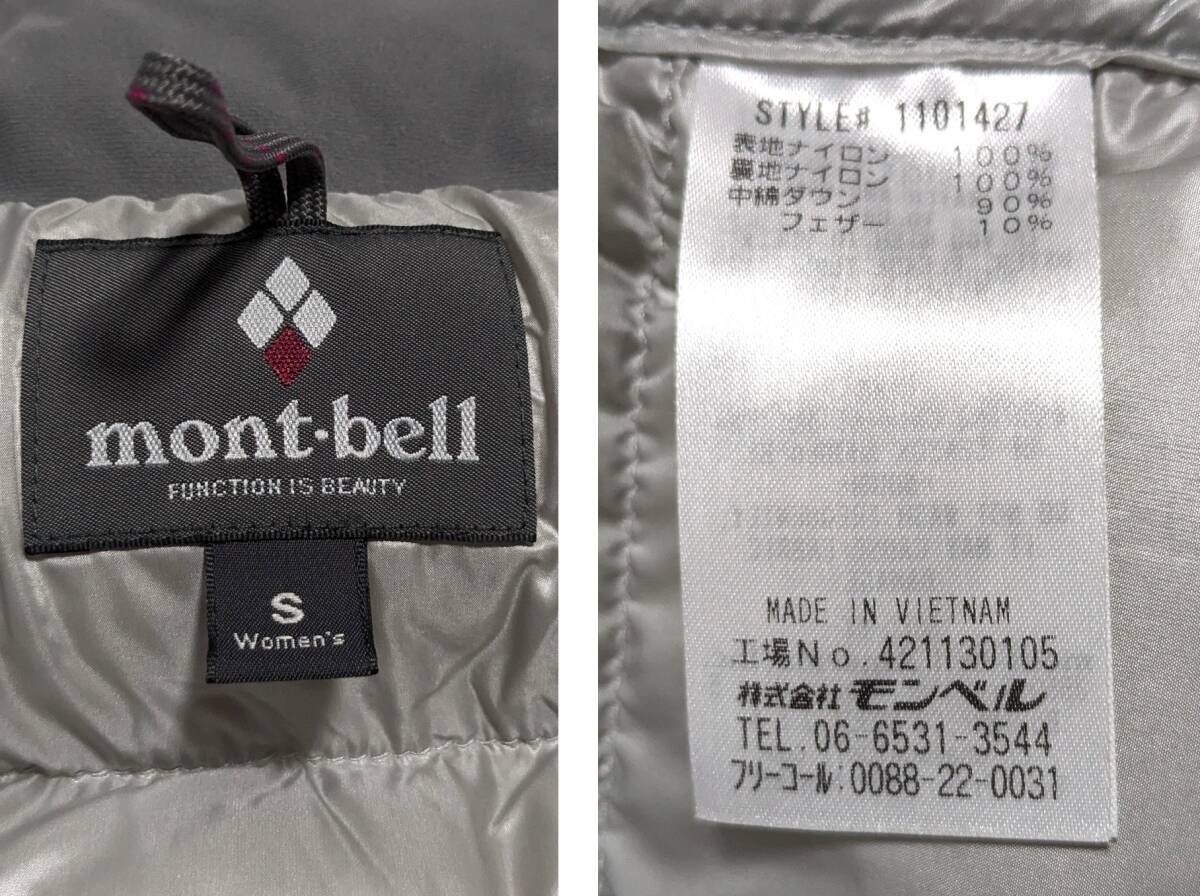 mont·bell
FUNCTION IS BEAUTY
S
Women's
STYLE# 1101427
表地ナイロン 100%
裏地ナイロン 100%
中綿ダウン 90%
フェザー 10%
MADE IN VIETNAM
工場No.421130105
株式会社 モンベル
TEL.06-6531-3544
フリーコール:0088-22-0031